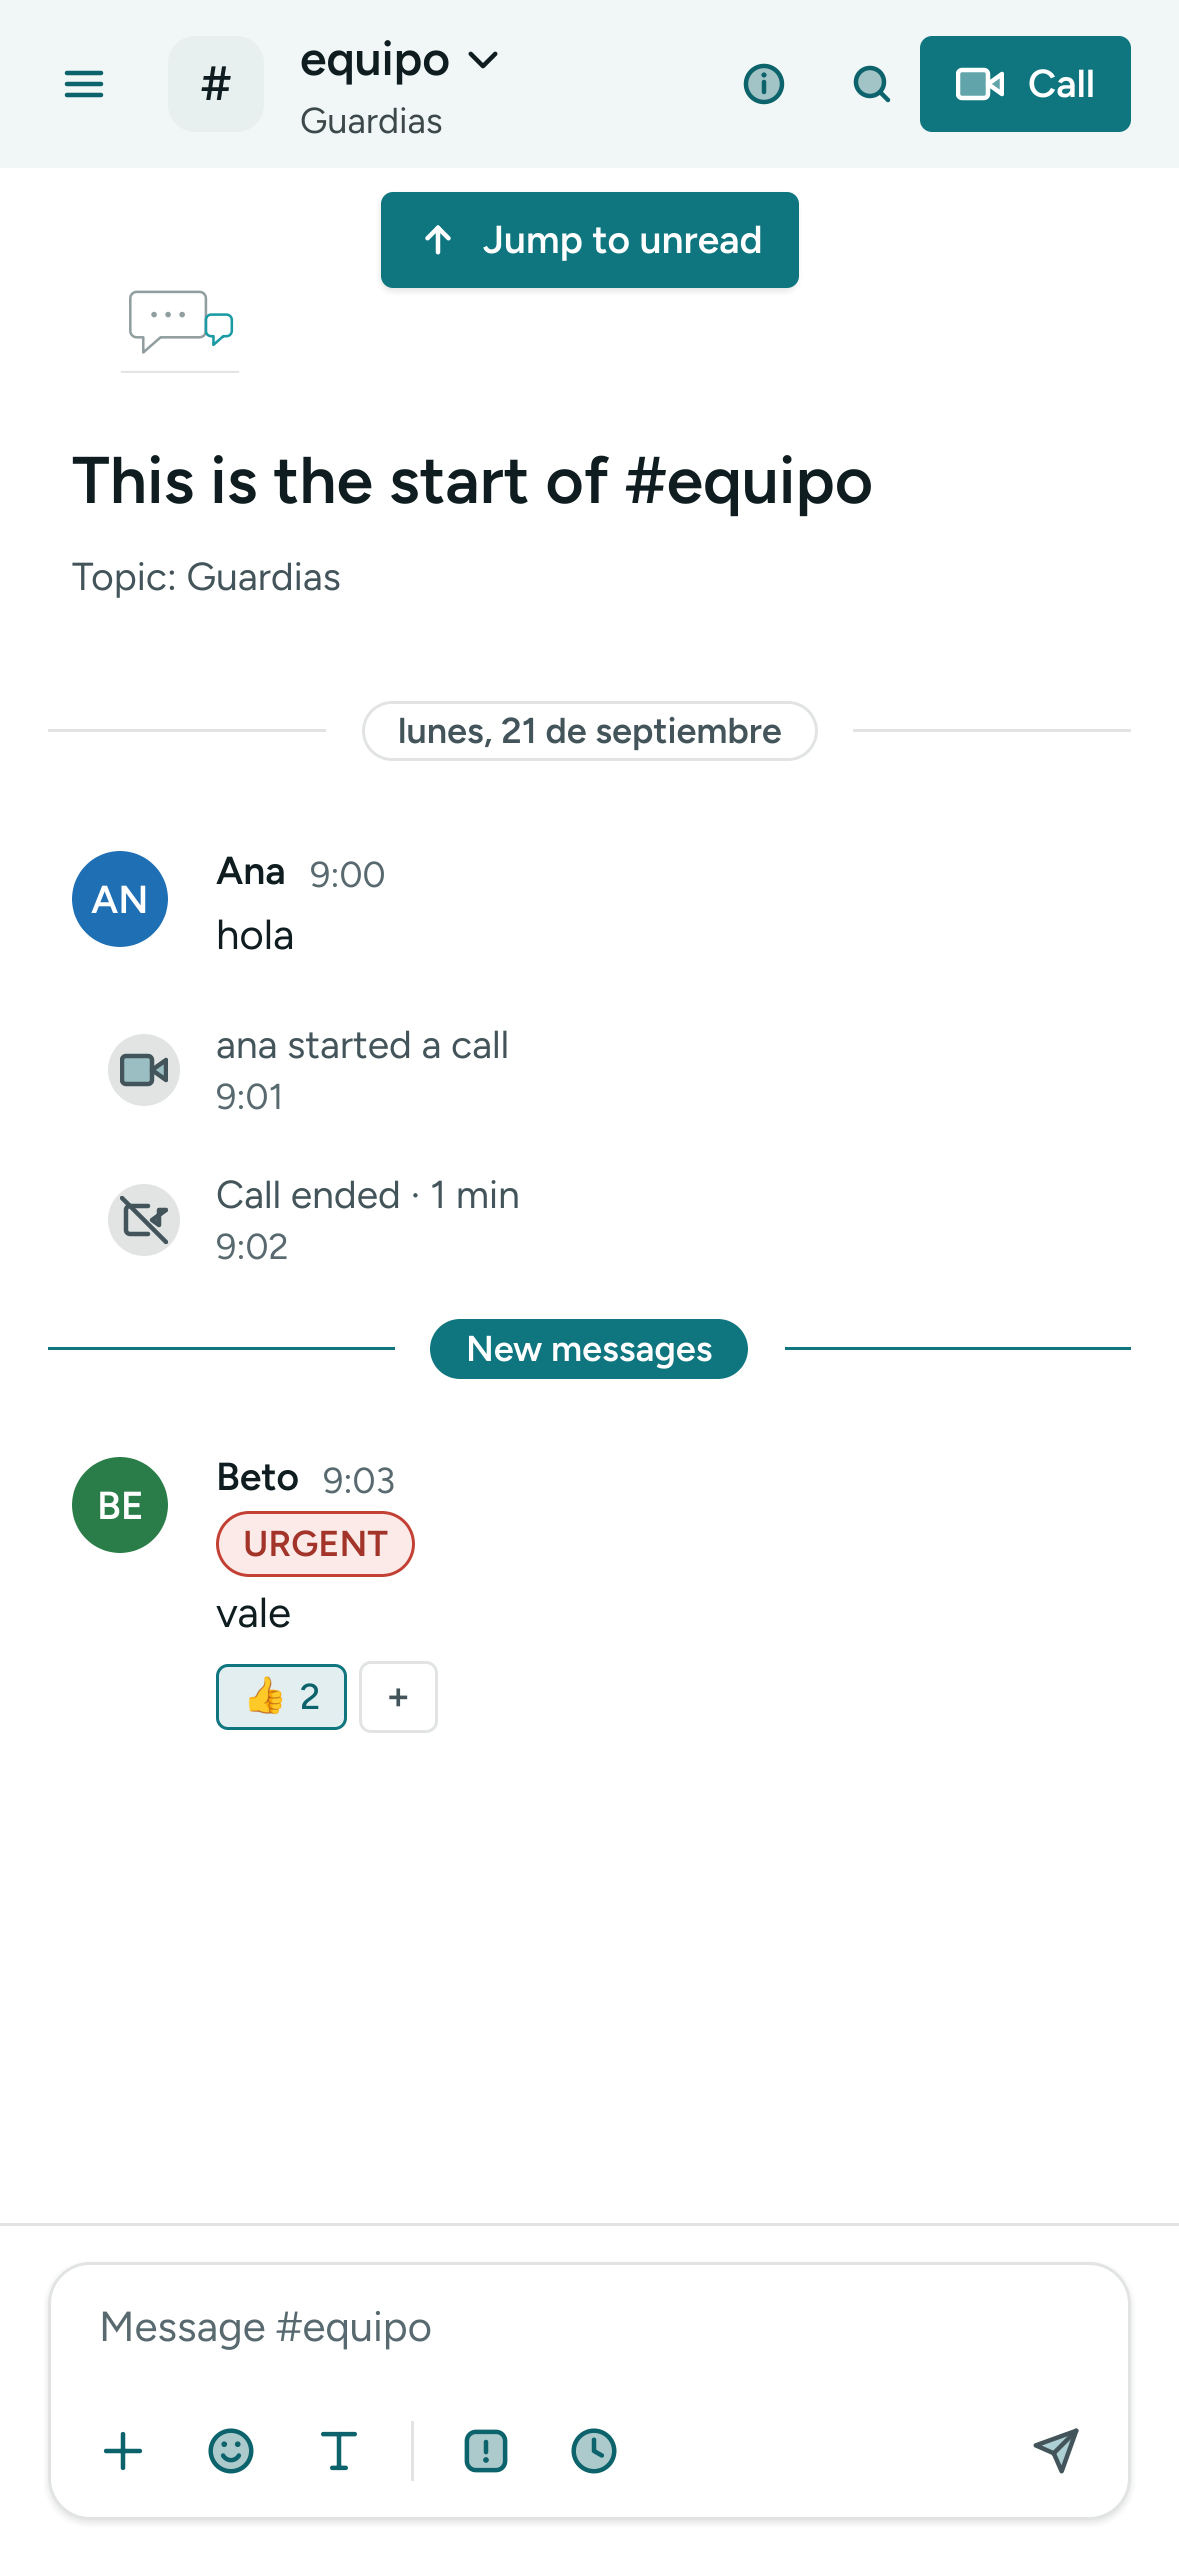 equipo
#
Guardias
Call
Jump to unread
This is the start of #equipo
Topic: Guardias
lunes, 21 de septiembre
AN
Ana 9:00
hola
ana started a call
9:01
Call ended · 1 min
9:02
New messages
BE
Beto 9:03
URGENT
vale
👍 2 +
Message #equipo